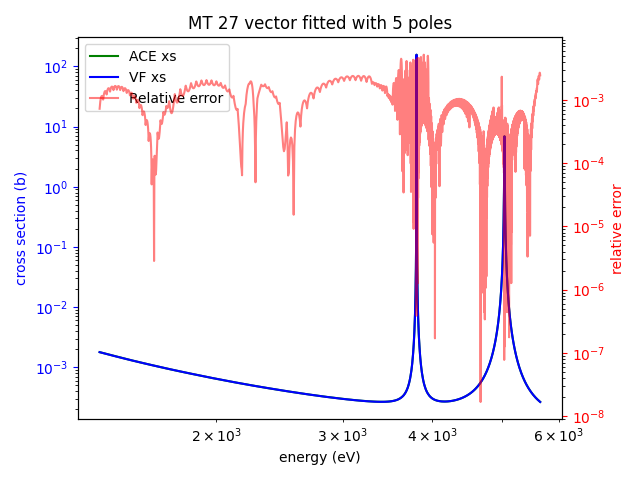 MT 27 vector fitted with 5 poles
ACE xs
VF xs
Relative error
10²
10¹
10⁰
10⁻¹
10⁻²
10⁻³
cross section (b)
10⁻³
10⁻⁴
10⁻⁵
10⁻⁶
10⁻⁷
10⁻⁸
relative error
2 × 10³ 3 × 10³ 4 × 10³ 6 × 10³
energy (eV)